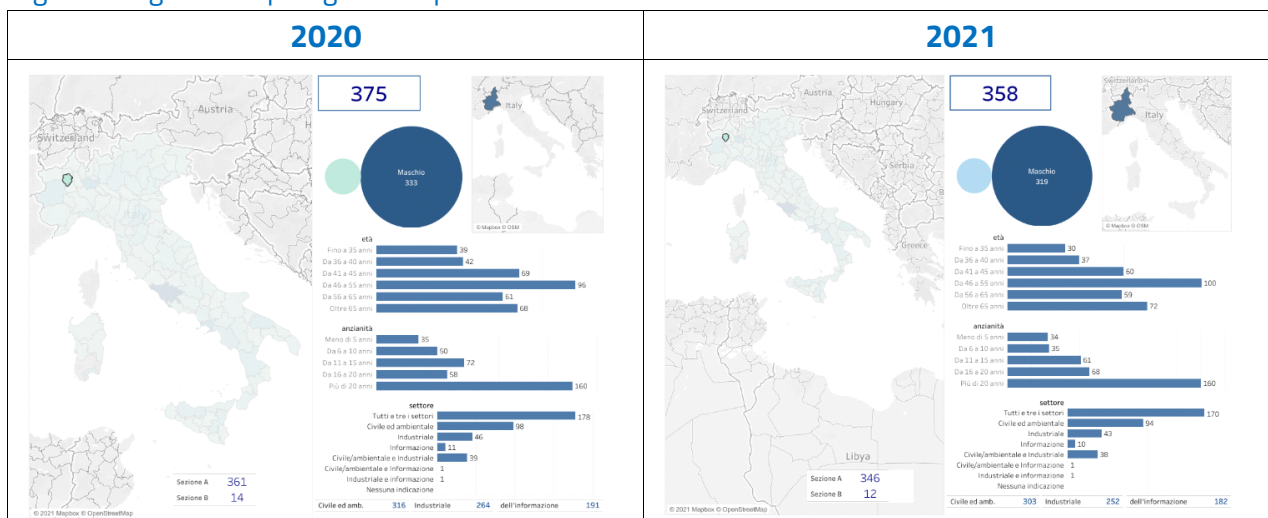 2020
2021
Austria
Switzerland
Italy
© 2021 Mapbox © OpenStreetMap
375
Italy
© Mapbox © OSM
Maschio
333
età
Fino a 35 anni 39
Da 36 a 40 anni 42
Da 41 a 45 anni 69
Da 46 a 55 anni 96
Da 56 a 65 anni 61
Oltre 65 anni 68
anzianità
Meno di 5 anni 35
Da 6 a 10 anni 50
Da 11 a 15 anni 72
Da 16 a 20 anni 58
Più di 20 anni 160
settore
Tutti e tre i settori 178
Civile ed ambientale 98
Industriale 46
Informazione 11
Civile/ambientale e Industriale 39
Civile/ambientale e Informazione 1
Industriale e informazione 1
Nessuna indicazione
Sezione A 361
Sezione B 14
Civile ed amb. 316 Industriale 264 dell'informazione 191
Austria
Hungary
Switzerland
Serbia
Greece
Libya
© 2021 Mapbox © OpenStreetMap
358
Switzerland
Italy
© Mapbox © OSM
Maschio
319
età
Fino a 35 anni 30
Da 36 a 40 anni 37
Da 41 a 45 anni 60
Da 46 a 55 anni 100
Da 56 a 65 anni 59
Oltre 65 anni 72
anzianità
Meno di 5 anni 34
Da 6 a 10 anni 35
Da 11 a 15 anni 61
Da 16 a 20 anni 68
Più di 20 anni 160
settore
Tutti e tre i settori 170
Civile ed ambientale 94
Industriale 43
Informazione 10
Civile/ambientale e Industriale 38
Civile/ambientale e Informazione 1
Industriale e informazione 1
Nessuna indicazione
Sezione A 346
Sezione B 12
Civile ed amb. 303 Industriale 252 dell'informazione 182